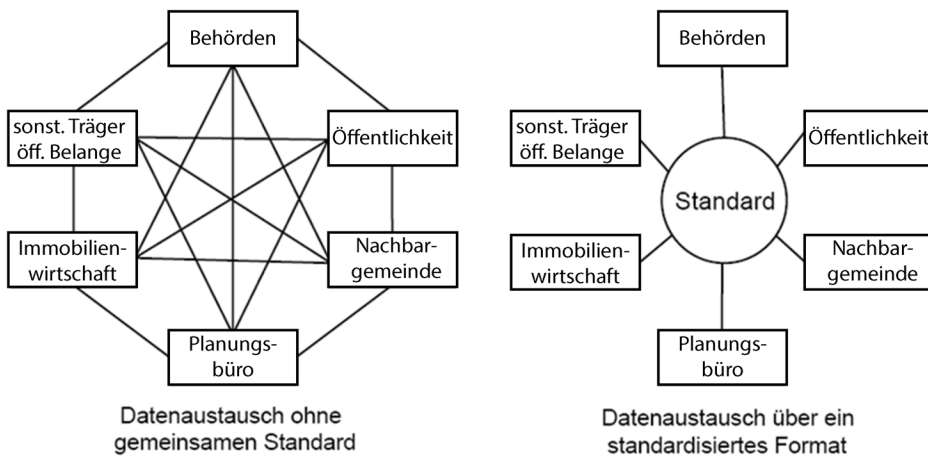 Behörden
sonst. Träger
öff. Belange
Öffentlichkeit
Immobilien-
wirtschaft
Nachbar-
gemeinde
Planungs-
büro
Datenaustausch ohne
gemeinsamen Standard
Behörden
sonst. Träger
öff. Belange
Öffentlichkeit
Standard
Immobilien-
wirtschaft
Nachbar-
gemeinde
Planungs-
büro
Datenaustausch über ein
standardisiertes Format